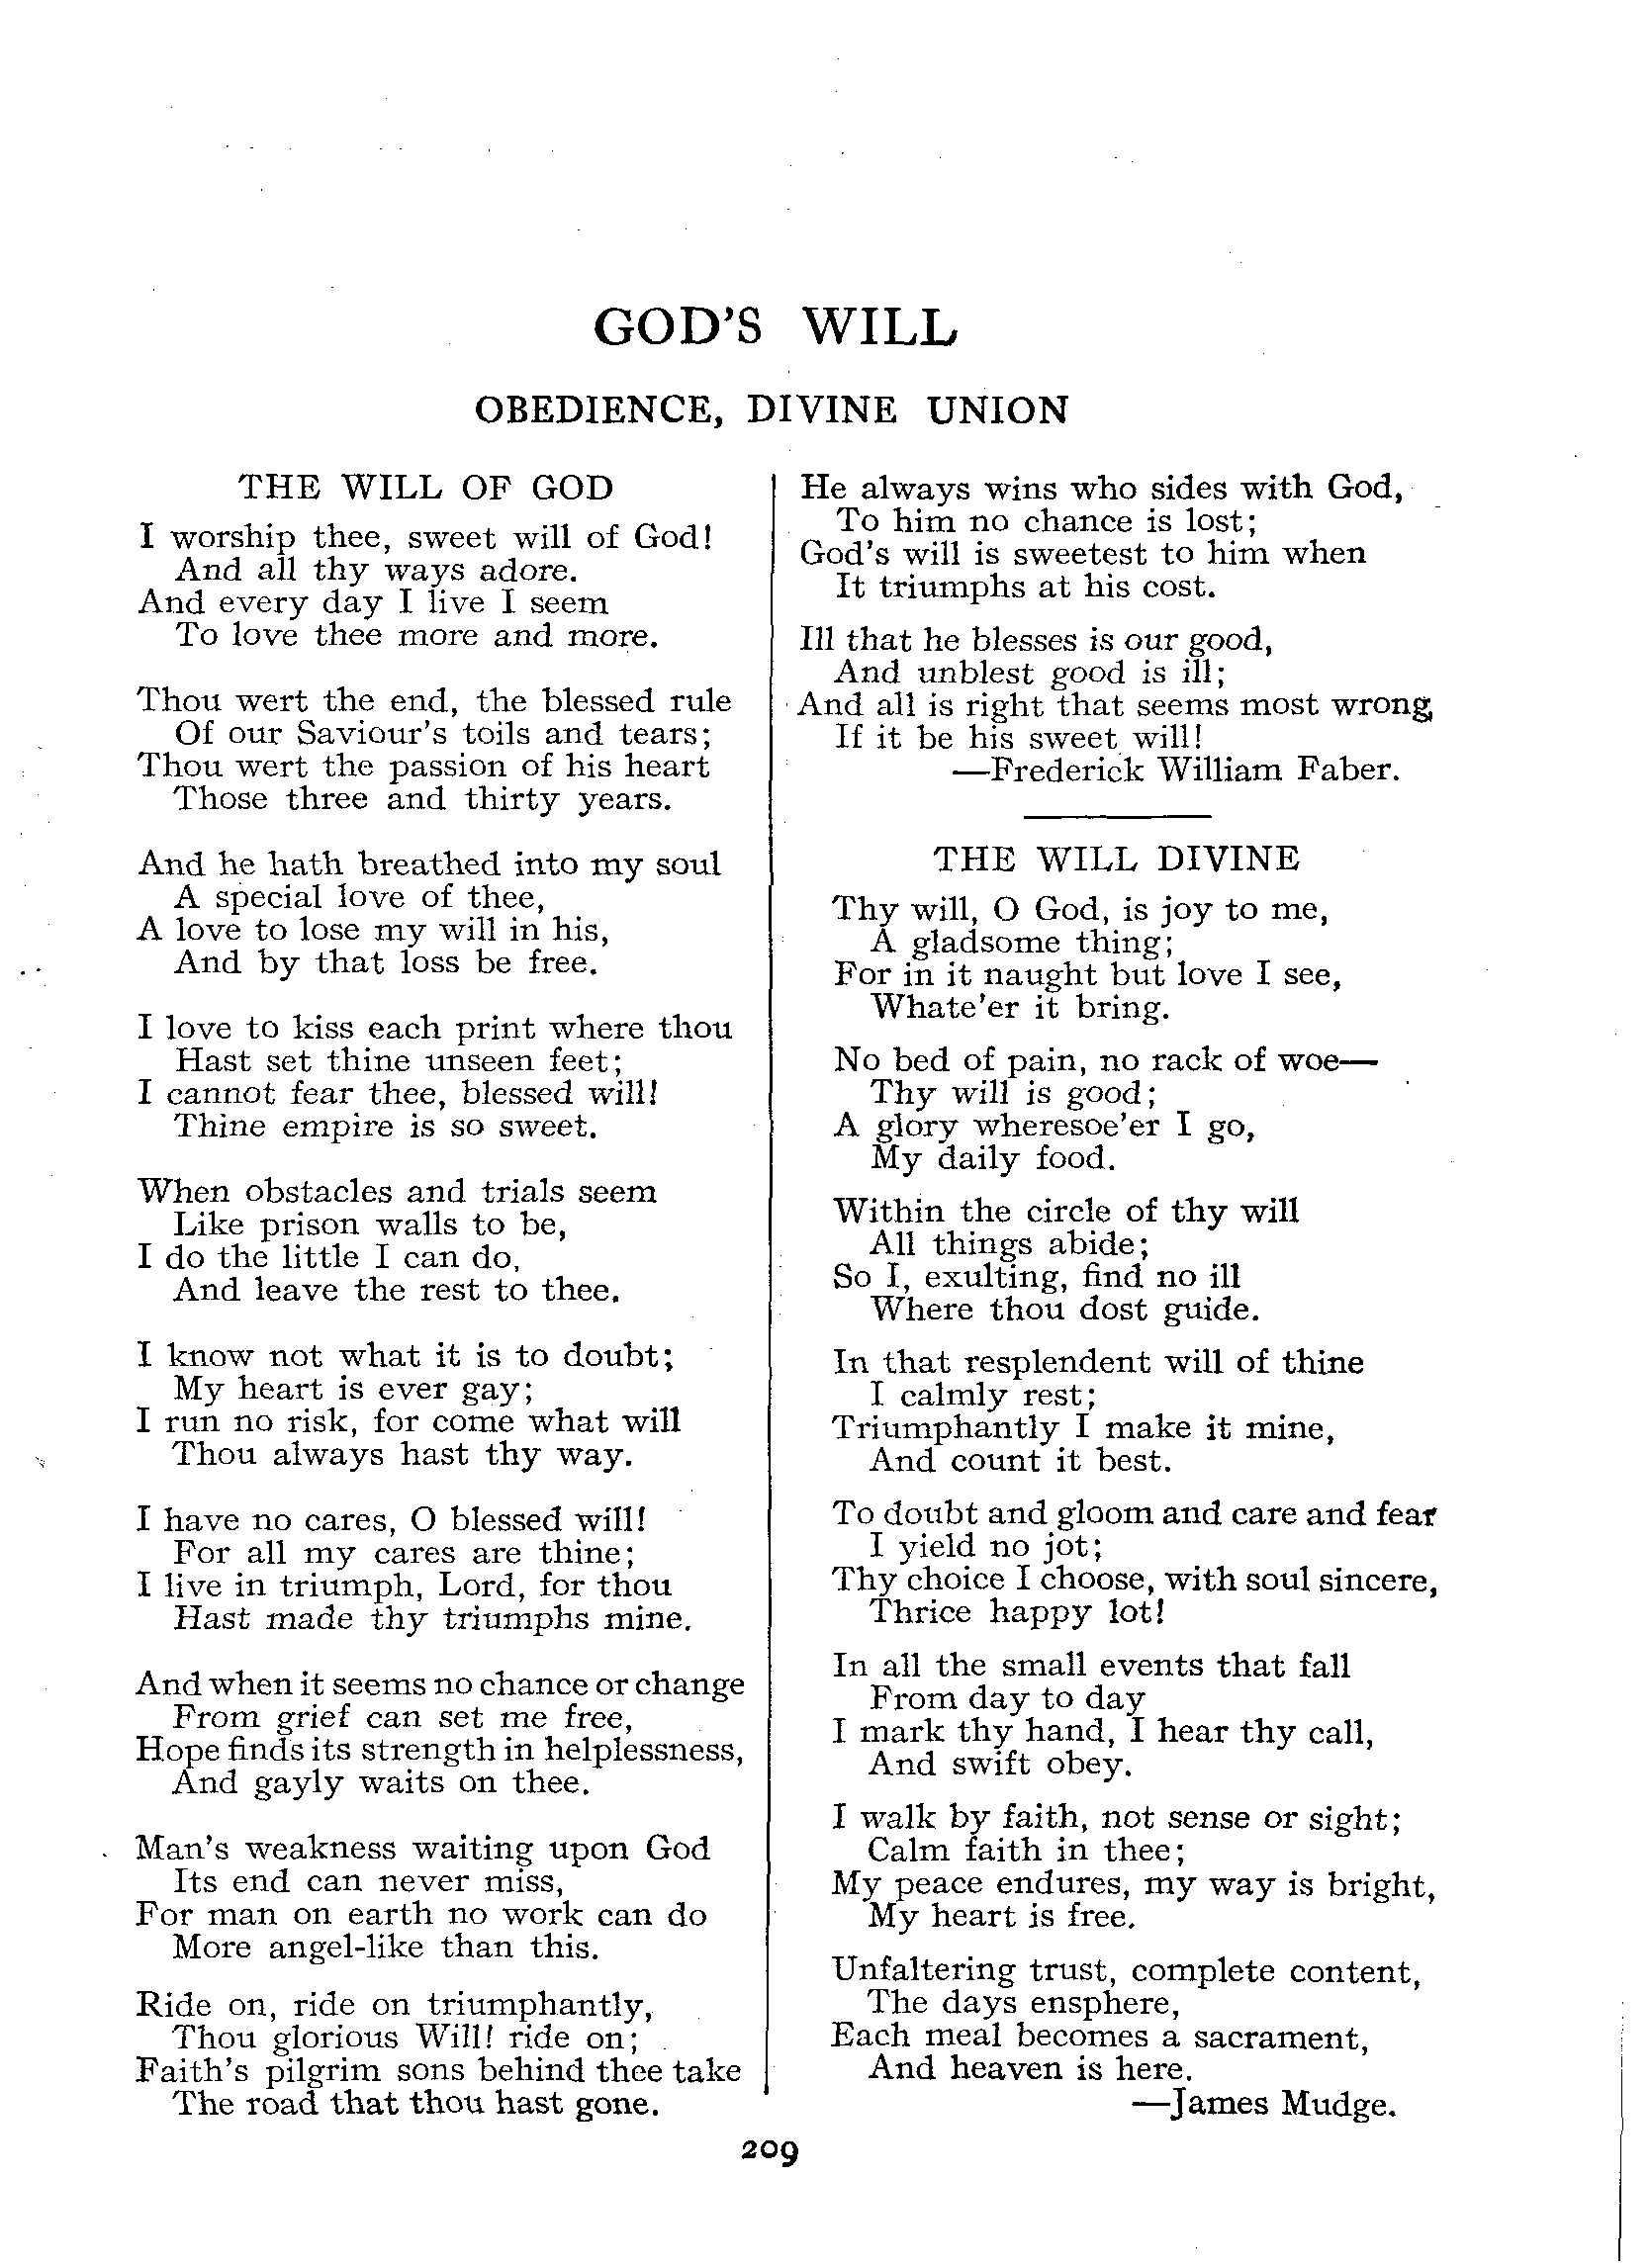 GOD'S WILL
OBEDIENCE, DIVINE UNION
THE WILL OF GOD
I worship thee, sweet will of God!
And all thy ways adore.
And every day I live I seem
To love thee more and more.
Thou wert the end, the blessed rule
Of our Saviour's toils and tears;
Thou wert the passion of his heart
Those three and thirty years.
And he hath breathed into my soul
A special love of thee,
A love to lose my will in his,
And by that loss be free.
I love to kiss each print where thou
Hast set thine unseen feet;
I cannot fear thee, blessed will!
Thine empire is so sweet.
When obstacles and trials seem
Like prison walls to be,
I do the little I can do,
And leave the rest to thee.
I know not what it is to doubt;
My heart is ever gay;
I run no risk, for come what will
Thou always hast thy way.
I have no cares, O blessed will!
For all my cares are thine;
I live in triumph, Lord, for thou
Hast made thy triumphs mine.
And when it seems no chance or change
From grief can set me free,
Hope finds its strength in helplessness,
And gayly waits on thee.
Man's weakness waiting upon God
Its end can never miss,
For man on earth no work can do
More angel-like than this.
Ride on, ride on triumphantly,
Thou glorious Will! ride on;
Faith's pilgrim sons behind thee take
The road that thou hast gone.
He always wins who sides with God,
To him no chance is lost;
God's will is sweetest to him when
It triumphs at his cost.
Ill that he blesses is our good,
And unblest good is ill;
And all is right that seems most wrong
If it be his sweet will!
—Frederick William Faber.
THE WILL DIVINE
Thy will, O God, is joy to me,
A gladsome thing;
For in it naught but love I see,
Whate'er it bring.
No bed of pain, no rack of woe—
Thy will is good;
A glory wheresoe'er I go,
My daily food.
Within the circle of thy will
All things abide;
So I, exulting, find no ill
Where thou dost guide.
In that resplendent will of thine
I calmly rest;
Triumphantly I make it mine,
And count it best.
To doubt and gloom and care and fear
I yield no jot;
Thy choice I choose, with soul sincere,
Thrice happy lot!
In all the small events that fall
From day to day
I mark thy hand, I hear thy call,
And swift obey.
I walk by faith, not sense or sight;
Calm faith in thee;
My peace endures, my way is bright,
My heart is free.
Unfaltering trust, complete content,
The days ensphere,
Each meal becomes a sacrament,
And heaven is here.
—James Mudge.
209